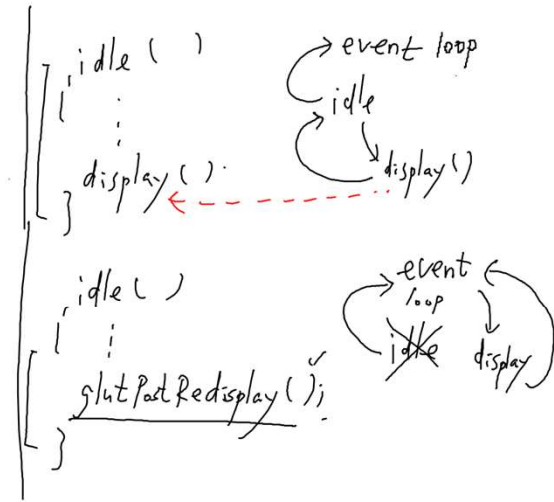 idle ( )
{
display ( ).
}
event loop
idle
display ( )
idle ( )
{
glutPostRedisplay ( );
}
event
loop
idle
display